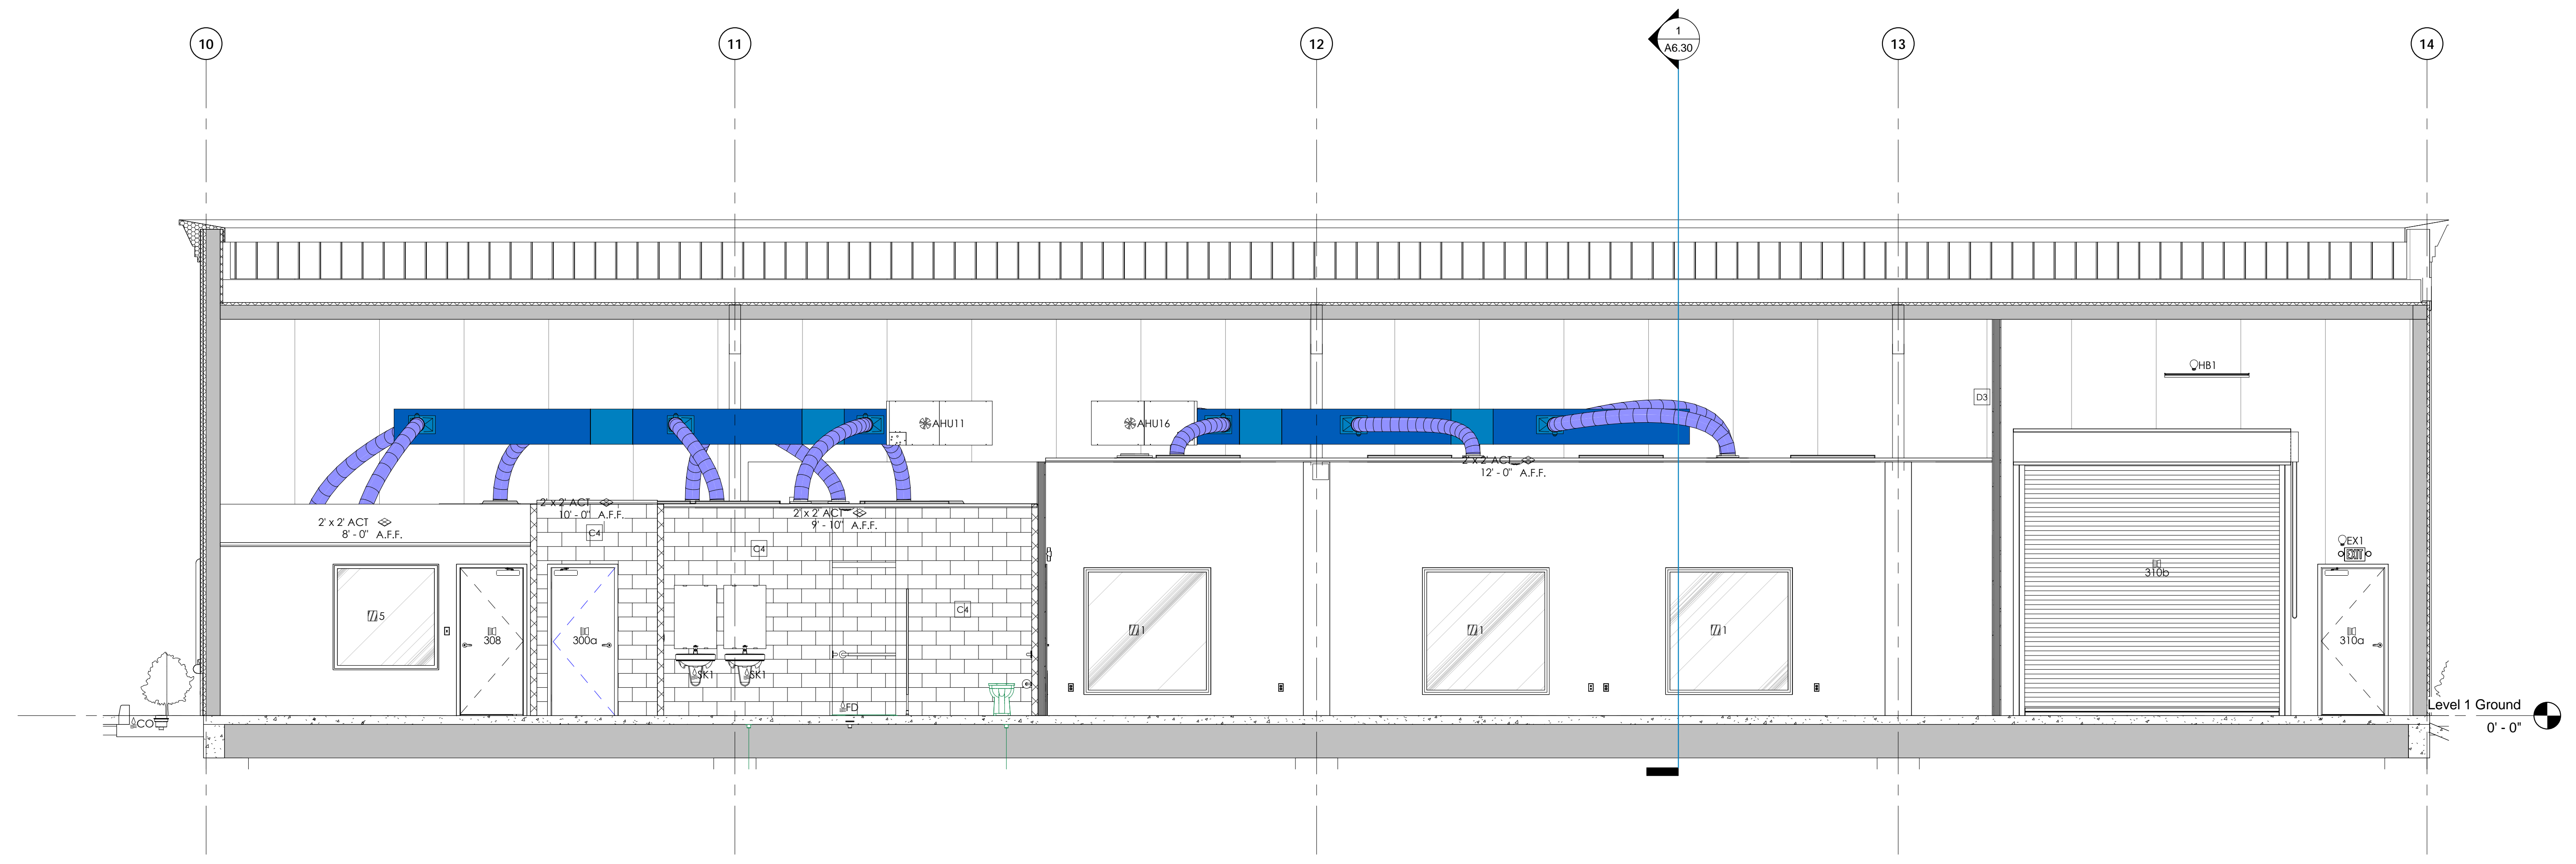 10
11
12
1
A6.30
13
14
HB1
D3
AHU11
AHU16
2' x 2' ACT
12' - 0" A.F.F.
2' x 2' ACT
10' - 0" A.F.F.
2' x 2' ACT
9' - 10" A.F.F.
2' x 2' ACT
8' - 0" A.F.F.
C4
C4
C4
EX1
EXIT
310b
5
308
300a
1
1
1
310a
SK1
SK1
FD
CO
Level 1 Ground
0' - 0"